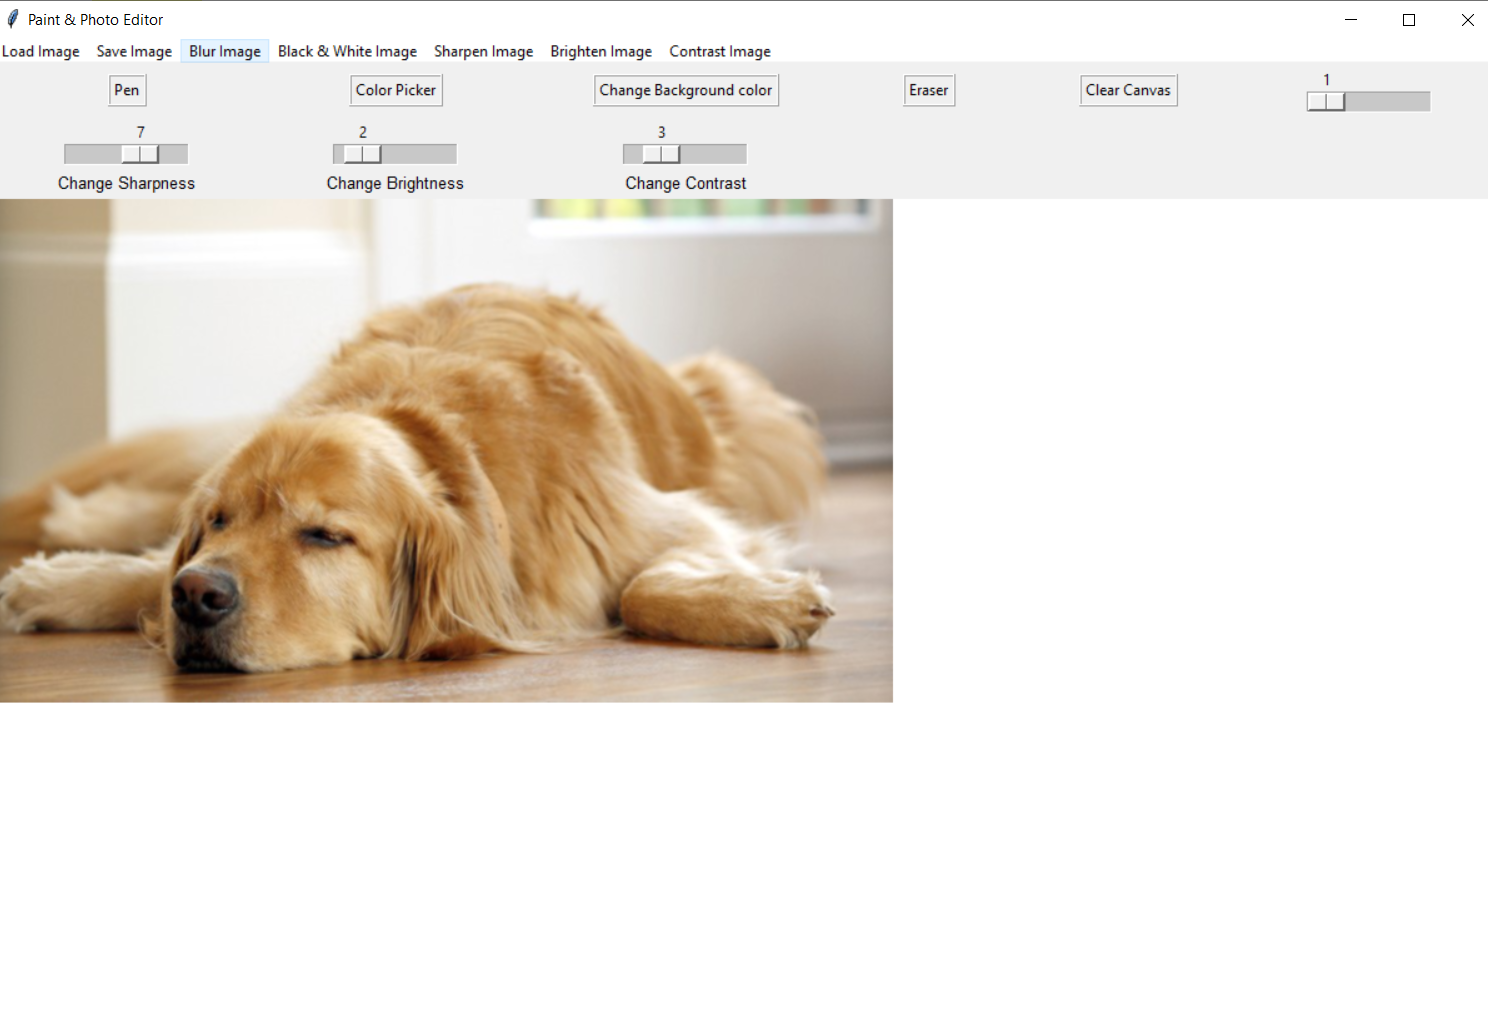 Paint & Photo Editor
Load Image Save Image Blur Image Black & White Image Sharpen Image Brighten Image Contrast Image
Pen Color Picker Change Background color Eraser Clear Canvas 1
7 2 3
Change Sharpness Change Brightness Change Contrast